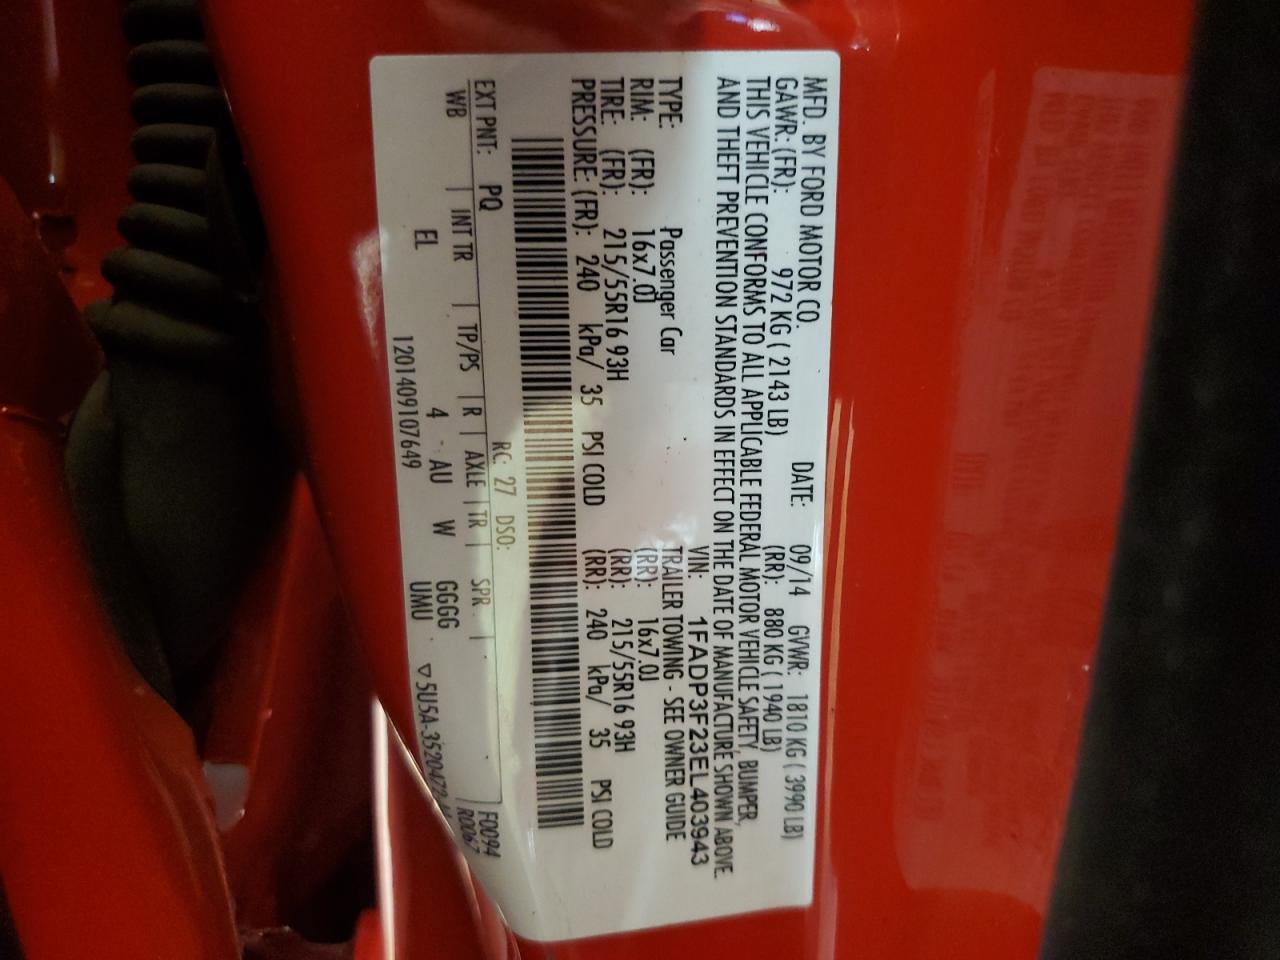 MFD. BY FORD MOTOR CO. DATE: 09/14 GVWR: 1810 KG ( 3990 LB)
GAWR: (FR): 972 KG ( 2143 LB) (RR): 880 KG ( 1940 LB)
THIS VEHICLE CONFORMS TO ALL APPLICABLE FEDERAL MOTOR VEHICLE SAFETY, BUMPER,
AND THEFT PREVENTION STANDARDS IN EFFECT ON THE DATE OF MANUFACTURE SHOWN ABOVE.
VIN: 1FADP3F23EL403943
TYPE: Passenger Car TRAILER TOWING - SEE OWNER GUIDE
RIM: (FR): 16x7.0J (RR): 16x7.0J
TIRE: (FR): 215/55R16 93H (RR): 215/55R16 93H
PRESSURE: (FR): 240 kPa/ 35 PSI COLD (RR): 240 kPa/ 35 PSI COLD
EXT PNT: PQ RC: 27 DSO: F0094
WB | INT TR | TP/PS | R | AXLE | TR | SPR | R0067
EL 4 AU W GGGG
UMU ▽5U5A-3520472-
1201409107649